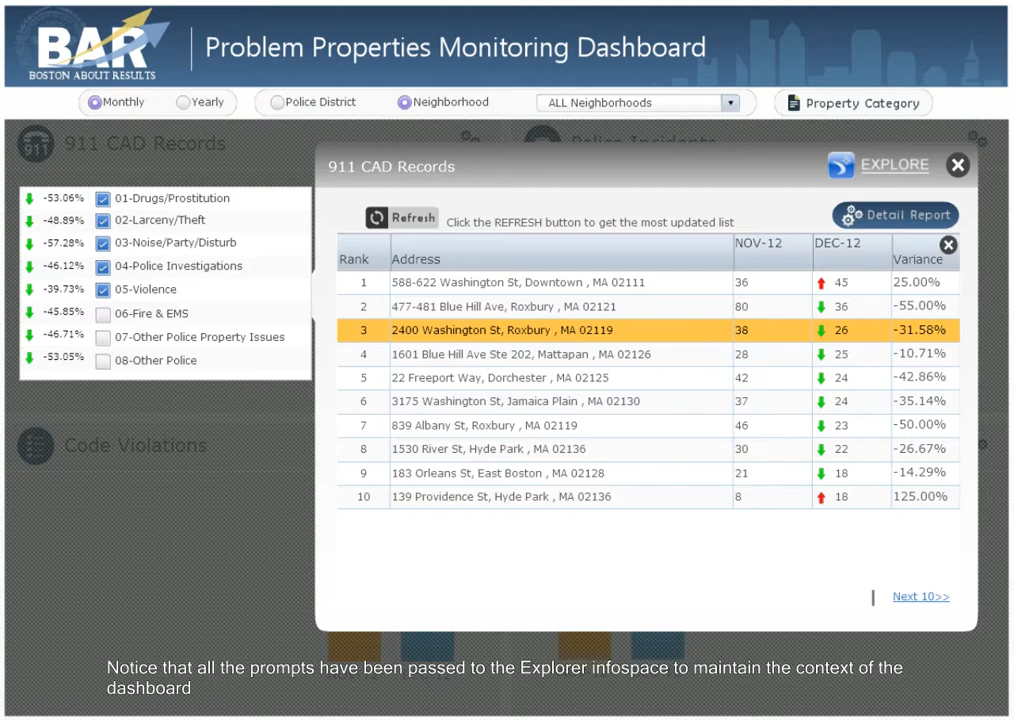 BAR
BOSTON ABOUT RESULTS
Problem Properties Monitoring Dashboard
Monthly Yearly Police District Neighborhood ALL Neighborhoods Property Category
911 911 CAD Records Police Incidents
911 CAD Records EXPLORE
-53.06% 01-Drugs/Prostitution
-48.89% 02-Larceny/Theft
-57.28% 03-Noise/Party/Disturb
-46.12% 04-Police Investigations
-39.73% 05-Violence
-45.85% 06-Fire & EMS
-46.71% 07-Other Police Property Issues
-53.05% 08-Other Police
Refresh Click the REFRESH button to get the most updated list Detail Report
Rank Address NOV-12 DEC-12 Variance
1 588-622 Washington St, Downtown , MA 02111 36 45 25.00%
2 477-481 Blue Hill Ave, Roxbury , MA 02121 80 36 -55.00%
3 2400 Washington St, Roxbury , MA 02119 38 26 -31.58%
4 1601 Blue Hill Ave Ste 202, Mattapan , MA 02126 28 25 -10.71%
5 22 Freeport Way, Dorchester , MA 02125 42 24 -42.86%
6 3175 Washington St, Jamaica Plain , MA 02130 37 24 -35.14%
7 839 Albany St, Roxbury , MA 02119 46 23 -50.00%
8 1530 River St, Hyde Park , MA 02136 30 22 -26.67%
9 183 Orleans St, East Boston , MA 02128 21 18 -14.29%
10 139 Providence St, Hyde Park , MA 02136 8 18 125.00%
Code Violations
| Next 10>>
Notice that all the prompts have been passed to the Explorer infospace to maintain the context of the
dashboard